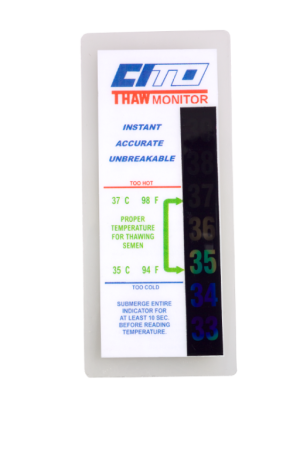 CITO
THAW MONITOR
INSTANT
ACCURATE
UNBREAKABLE
TOO HOT
37 C 98 F
PROPER
TEMPERATURE
FOR THAWING
SEMEN
35 C 94 F
TOO COLD
SUBMERGE ENTIRE
INDICATOR FOR
AT LEAST 10 SEC.
BEFORE READING
TEMPERATURE
38
37
36
35
34
33